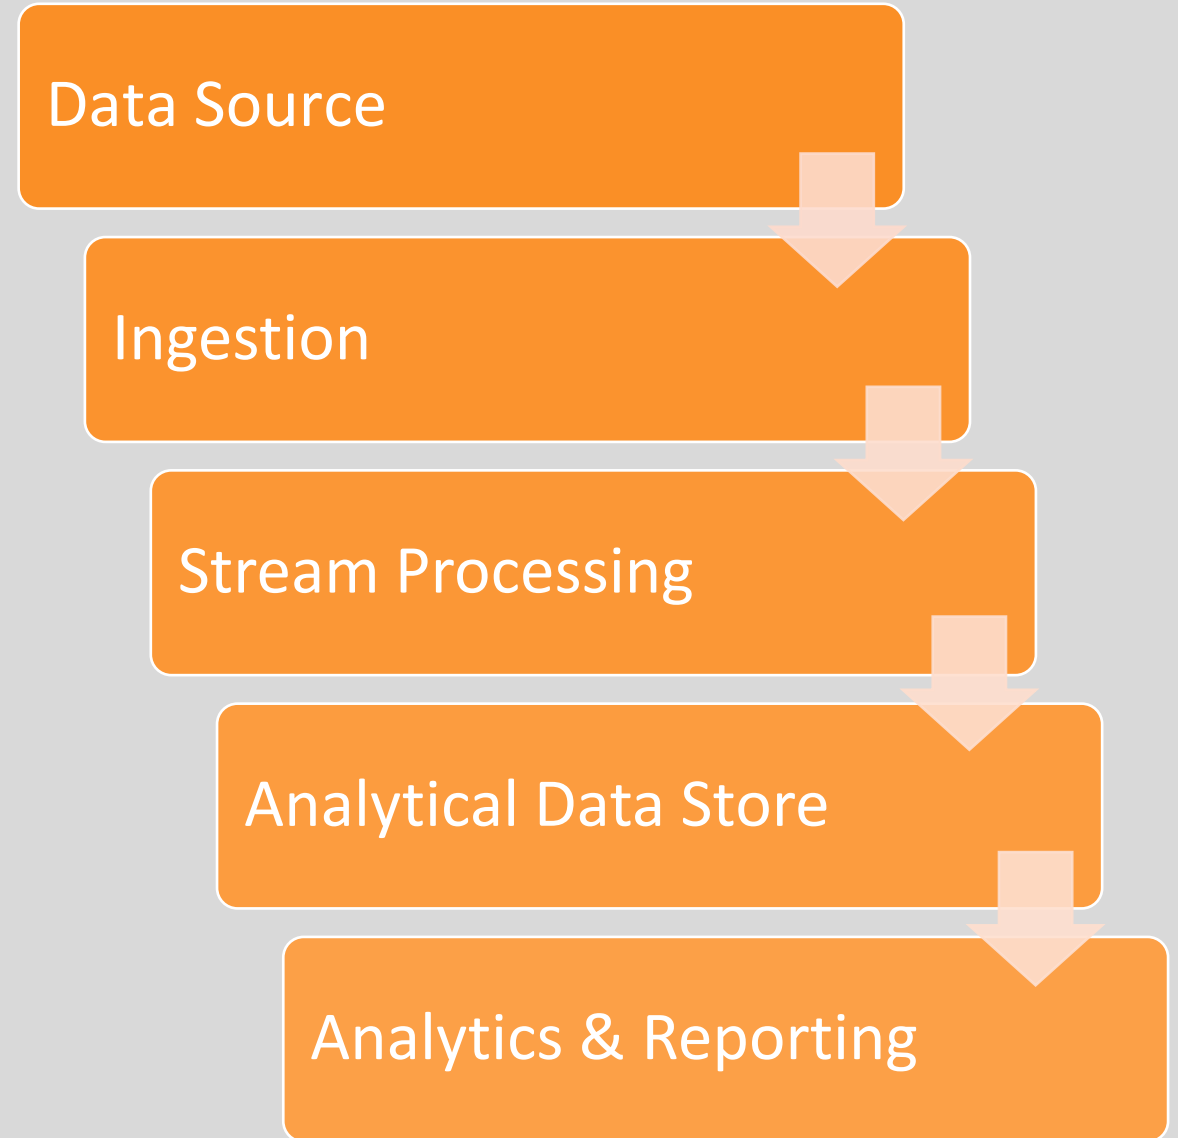 Data Source
Ingestion
Stream Processing
Analytical Data Store
Analytics & Reporting